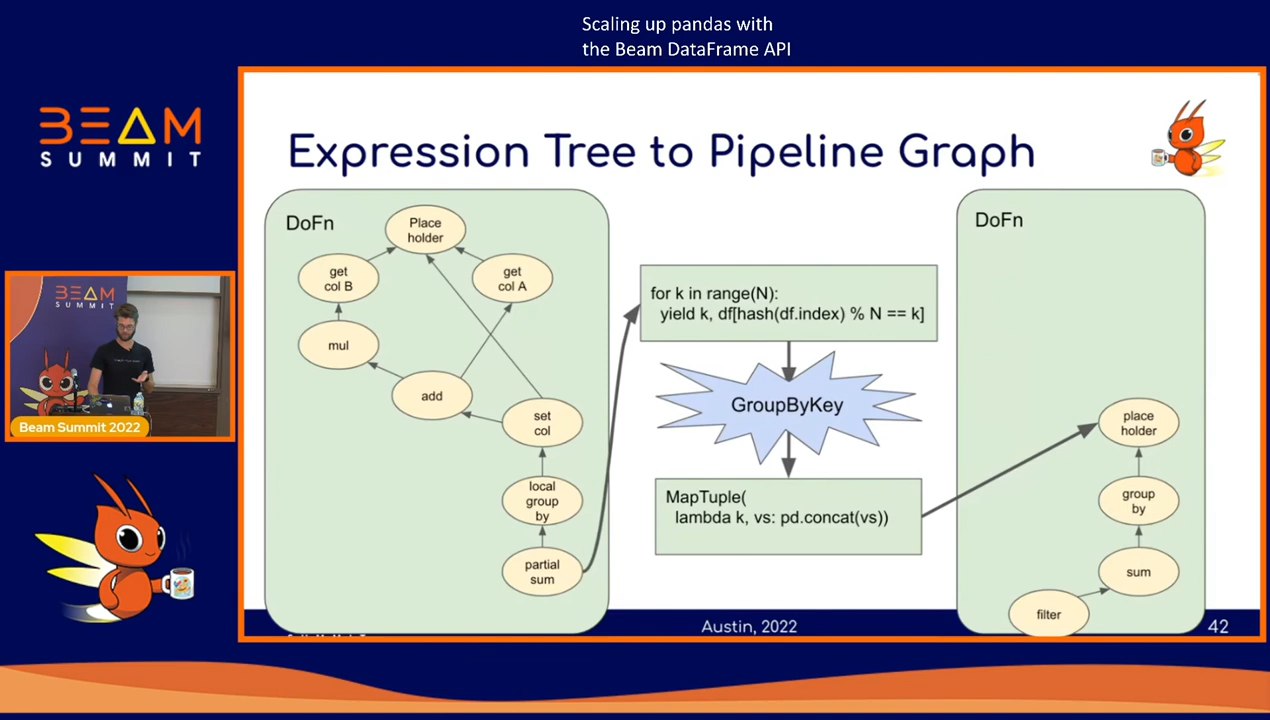 Scaling up pandas with
the Beam DataFrame API
BEAM
SUMMIT
Expression Tree to Pipeline Graph
DoFn
Place
holder
get
col B
get
col A
mul
add
set
col
local
group
by
partial
sum
for k in range(N):
yield k, df[hash(df.index) % N == k]
GroupByKey
MapTuple(
lambda k, vs: pd.concat(vs))
DoFn
place
holder
group
by
sum
filter
Austin, 2022
42
BEAM
Beam Summit 2022